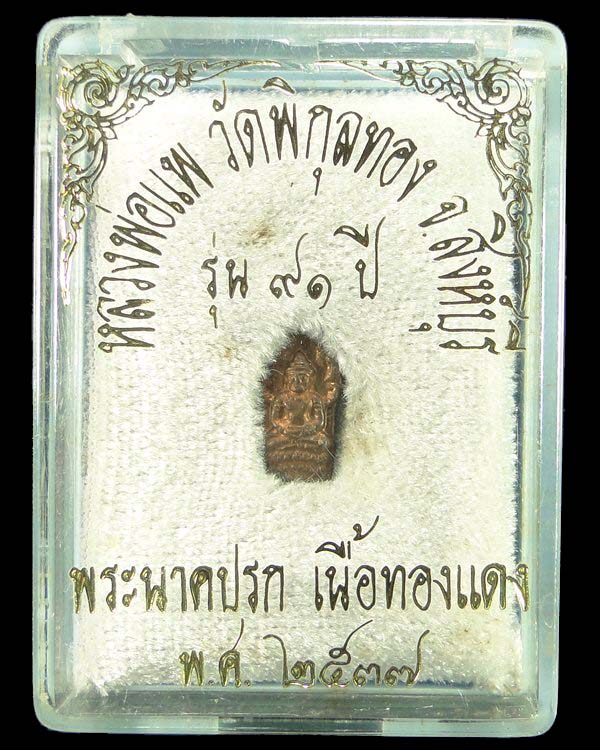 หลวงพ่อแพ วัดพิกุลทอง จ.สิงห์บุรี
รุ่น ๙๑ ปี
พระนาคปรก เนื้อทองแดง
พ.ศ. ๒๕๓๗